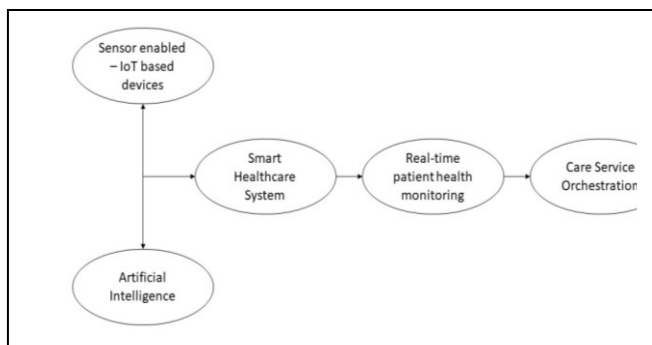 Sensor enabled
– IoT based
devices
Smart
Healthcare
System
Real-time
patient health
monitoring
Care Service
Orchestration
Artificial
Intelligence